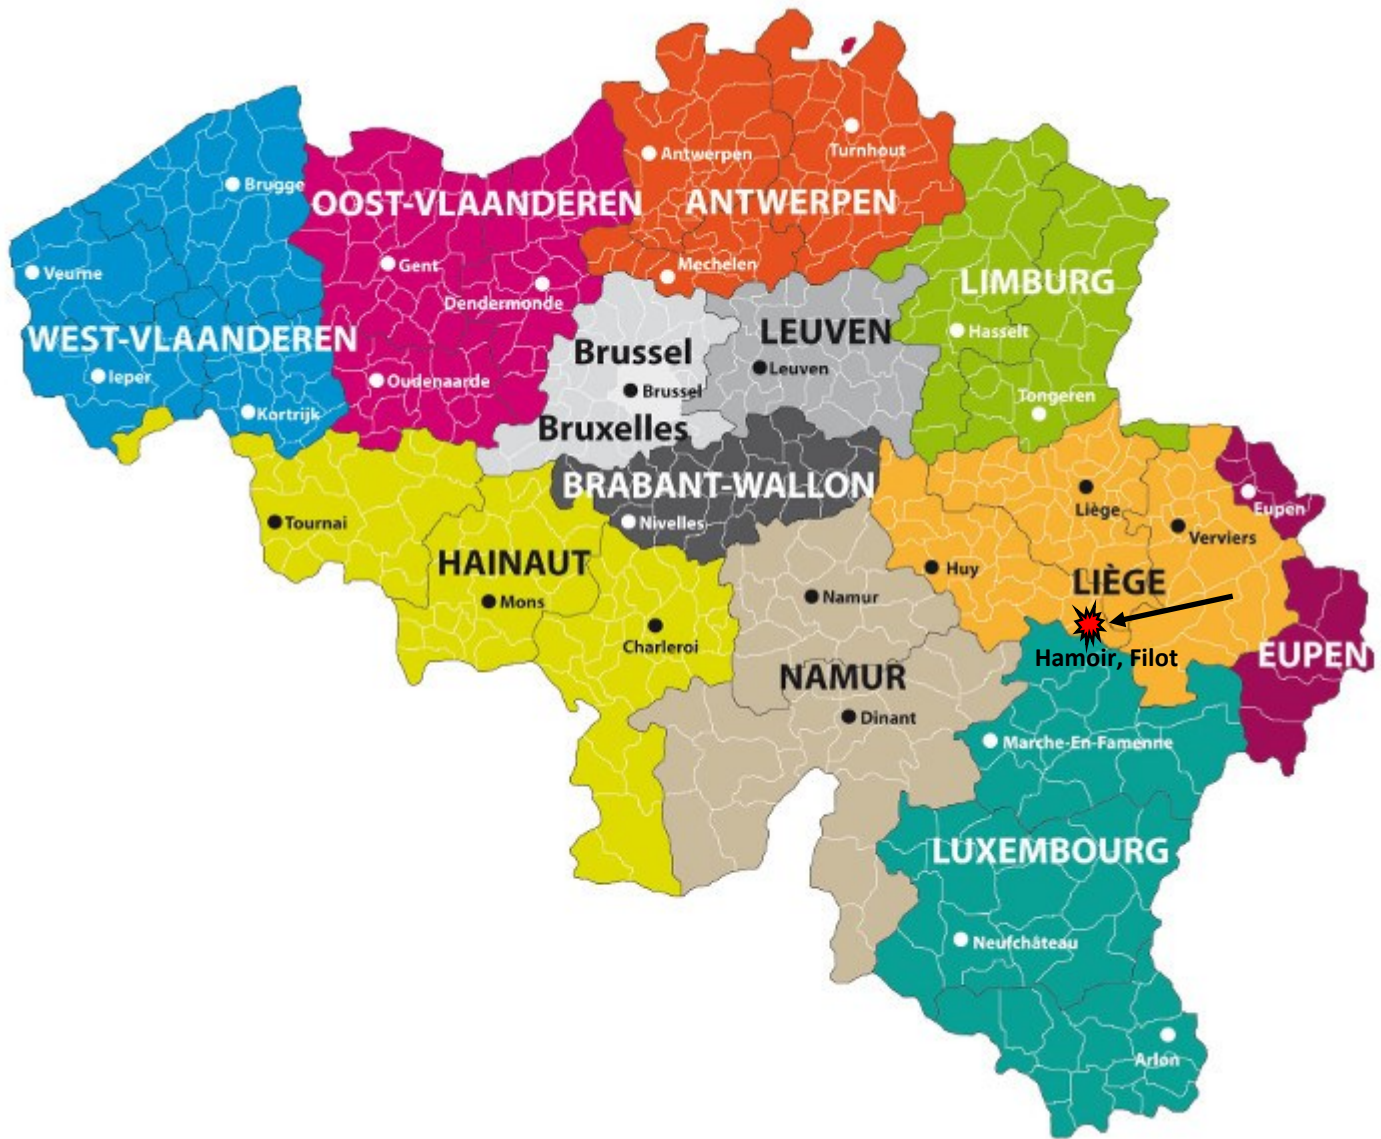 Antwerpen
Turnhout
Brugge
OOST-VLAANDEREN
ANTWERPEN
Veurne
Gent
Mechelen
Dendermonde
LIMBURG
WEST-VLAANDEREN
Brussel
LEUVEN
Hasselt
Ieper
Oudenaarde
Brussel
Leuven
Kortrijk
Tongeren
Bruxelles
BRABANT-WALLON
Liège
Eupen
Tournai
Nivelles
Verviers
HAINAUT
Huy
LIÈGE
Mons
Namur
Charleroi
Hamoir, Filot
EUPEN
NAMUR
Dinant
Marche-En-Famenne
LUXEMBOURG
Neufchâteau
Arlon